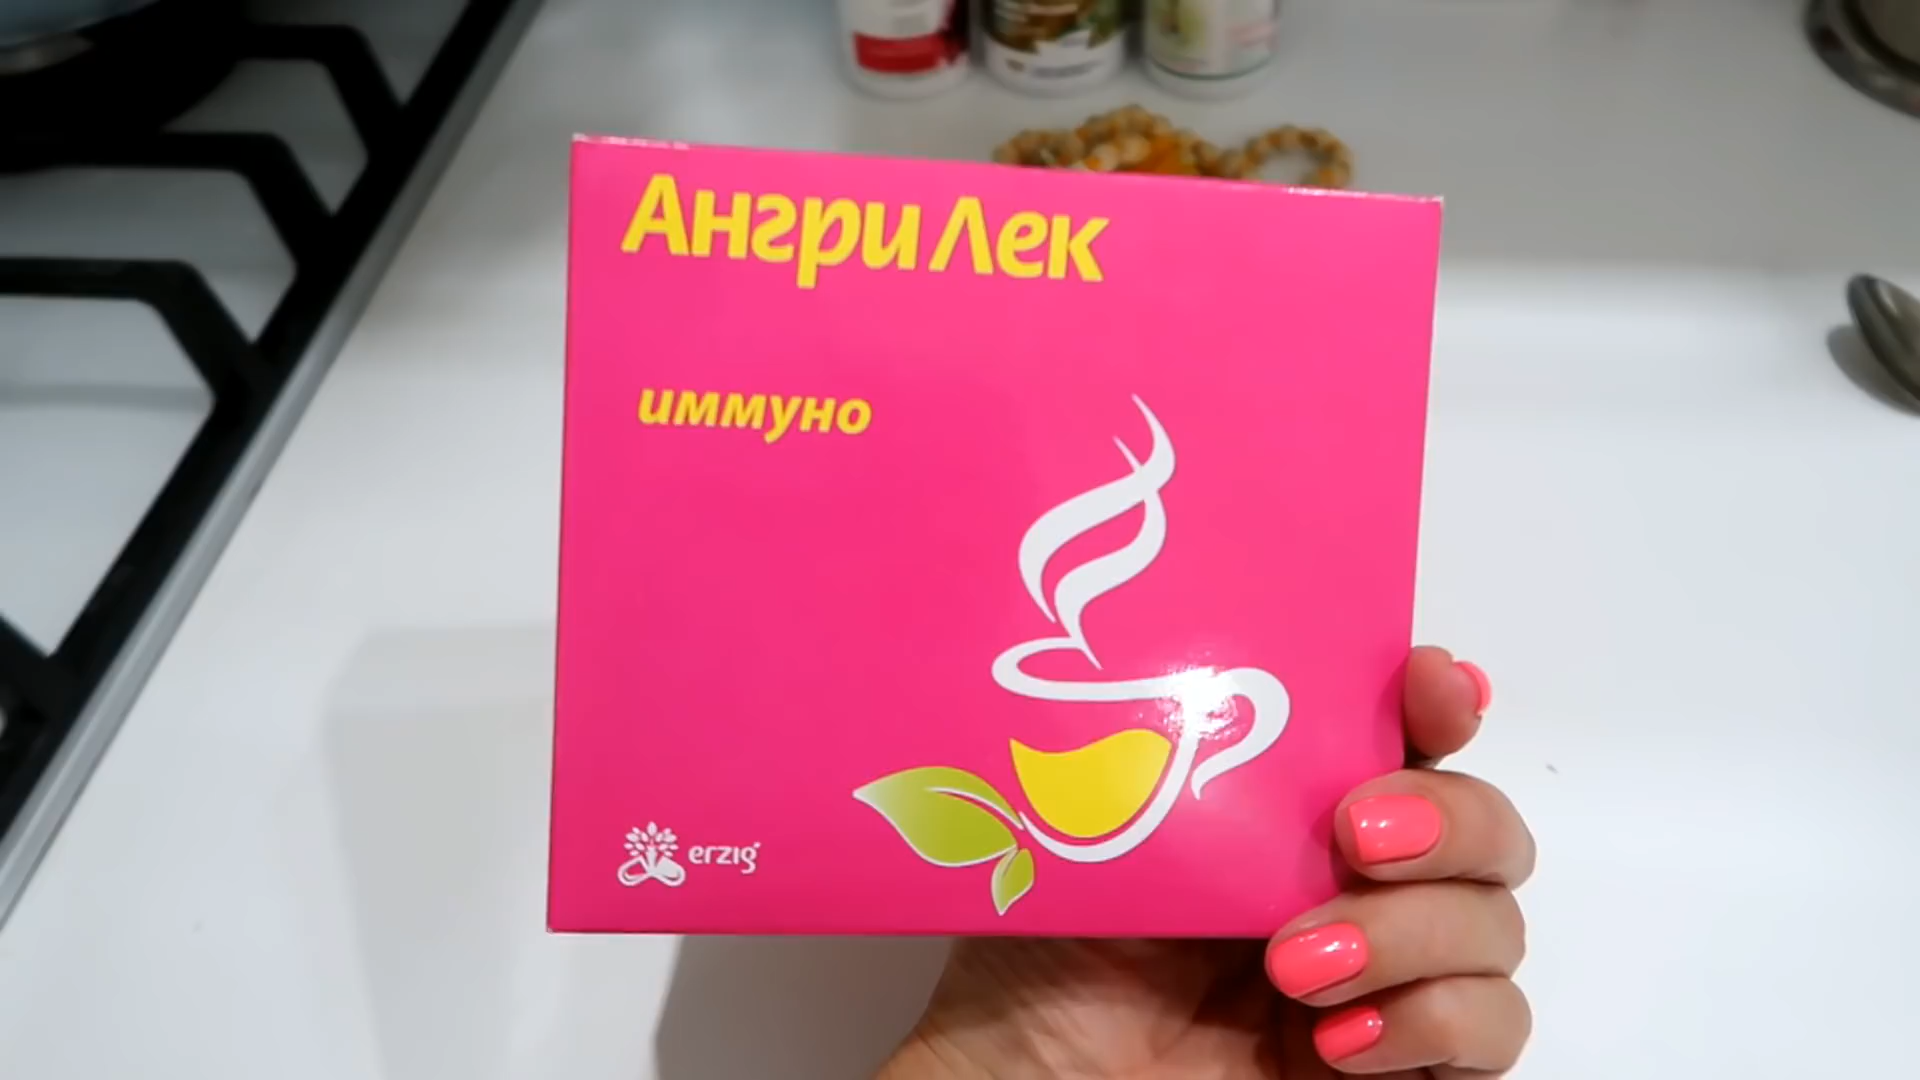 Ангри Лек
иммуно
erzig